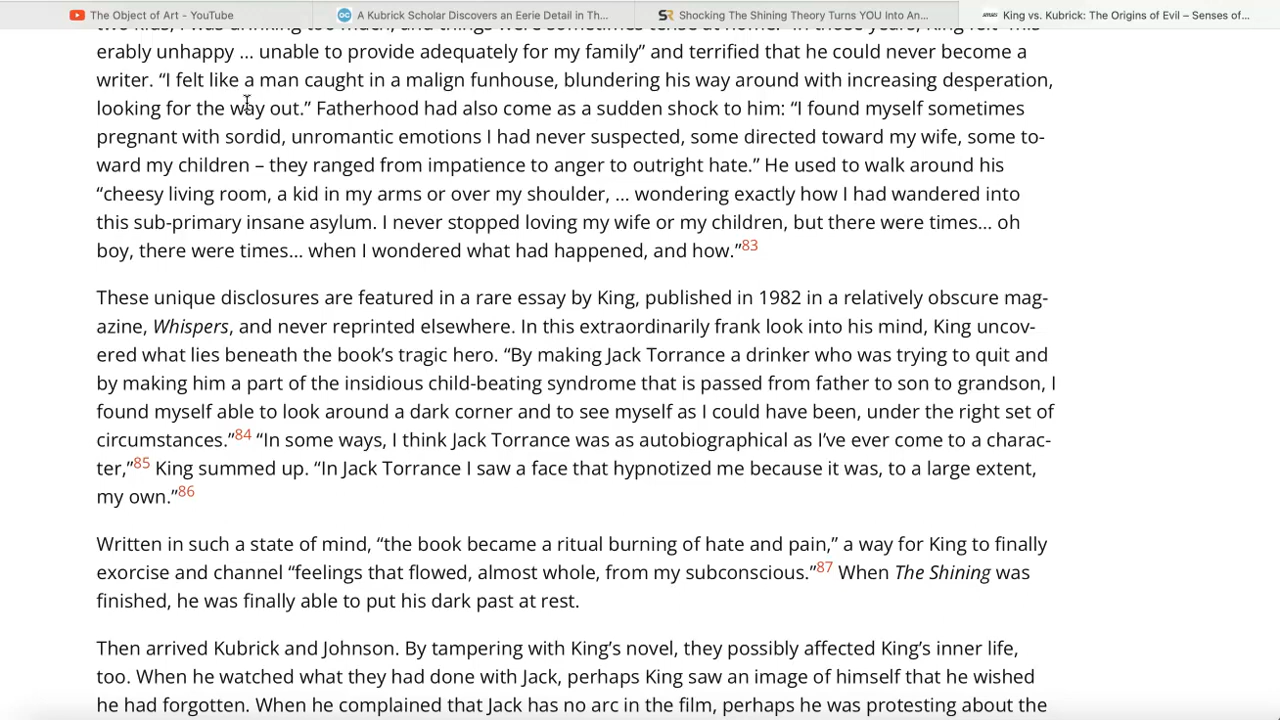 The Object of Art - YouTube
A Kubrick Scholar Discovers an Eerie Detail in Th...
Shocking The Shining Theory Turns YOU Into An...
King vs. Kubrick: The Origins of Evil – Senses of...
erably unhappy … unable to provide adequately for my family” and terrified that he could never become a
writer. “I felt like a man caught in a malign funhouse, blundering his way around with increasing desperation,
looking for the way out.” Fatherhood had also come as a sudden shock to him: “I found myself sometimes
pregnant with sordid, unromantic emotions I had never suspected, some directed toward my wife, some to-
ward my children – they ranged from impatience to anger to outright hate.” He used to walk around his
“cheesy living room, a kid in my arms or over my shoulder, … wondering exactly how I had wandered into
this sub-primary insane asylum. I never stopped loving my wife or my children, but there were times… oh
boy, there were times… when I wondered what had happened, and how.”83
These unique disclosures are featured in a rare essay by King, published in 1982 in a relatively obscure mag-
azine, Whispers, and never reprinted elsewhere. In this extraordinarily frank look into his mind, King uncov-
ered what lies beneath the book’s tragic hero. “By making Jack Torrance a drinker who was trying to quit and
by making him a part of the insidious child-beating syndrome that is passed from father to son to grandson, I
found myself able to look around a dark corner and to see myself as I could have been, under the right set of
circumstances.”84 “In some ways, I think Jack Torrance was as autobiographical as I’ve ever come to a charac-
ter,”85 King summed up. “In Jack Torrance I saw a face that hypnotized me because it was, to a large extent,
my own.”86
Written in such a state of mind, “the book became a ritual burning of hate and pain,” a way for King to finally
exorcise and channel “feelings that flowed, almost whole, from my subconscious.”87 When The Shining was
finished, he was finally able to put his dark past at rest.
Then arrived Kubrick and Johnson. By tampering with King’s novel, they possibly affected King’s inner life,
too. When he watched what they had done with Jack, perhaps King saw an image of himself that he wished
he had forgotten. When he complained that Jack has no arc in the film, perhaps he was protesting about the